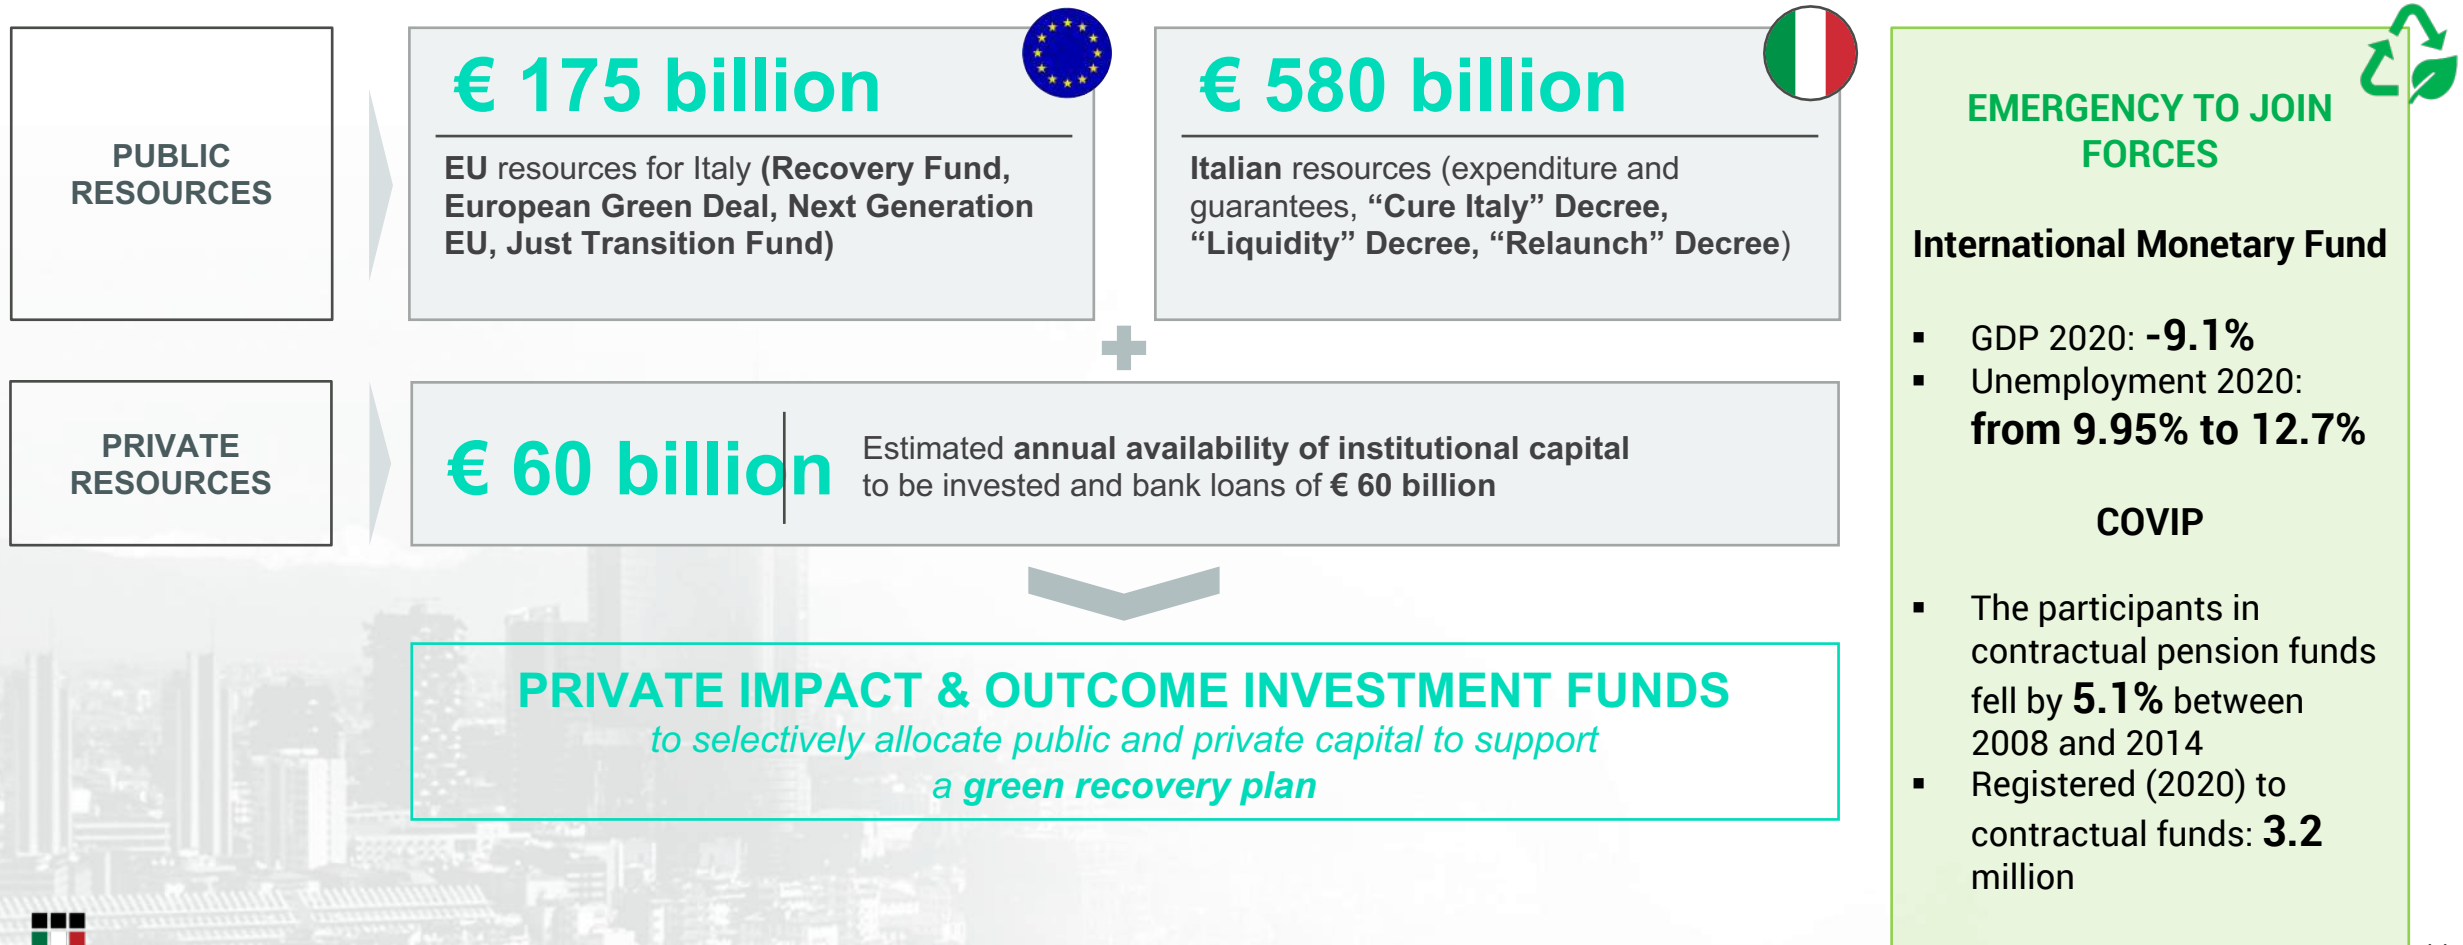 PUBLIC
RESOURCES
€ 175 billion
EU resources for Italy (Recovery Fund,
European Green Deal, Next Generation
EU, Just Transition Fund)
€ 580 billion
Italian resources (expenditure and
guarantees, “Cure Italy” Decree,
“Liquidity” Decree, “Relaunch” Decree)
PRIVATE
RESOURCES
€ 60 billion
Estimated annual availability of institutional capital
to be invested and bank loans of € 60 billion
PRIVATE IMPACT & OUTCOME INVESTMENT FUNDS
to selectively allocate public and private capital to support
a green recovery plan
EMERGENCY TO JOIN
FORCES
International Monetary Fund
▪ GDP 2020: -9.1%
▪ Unemployment 2020:
from 9.95% to 12.7%
COVIP
▪ The participants in
contractual pension funds
fell by 5.1% between
2008 and 2014
▪ Registered (2020) to
contractual funds: 3.2
million